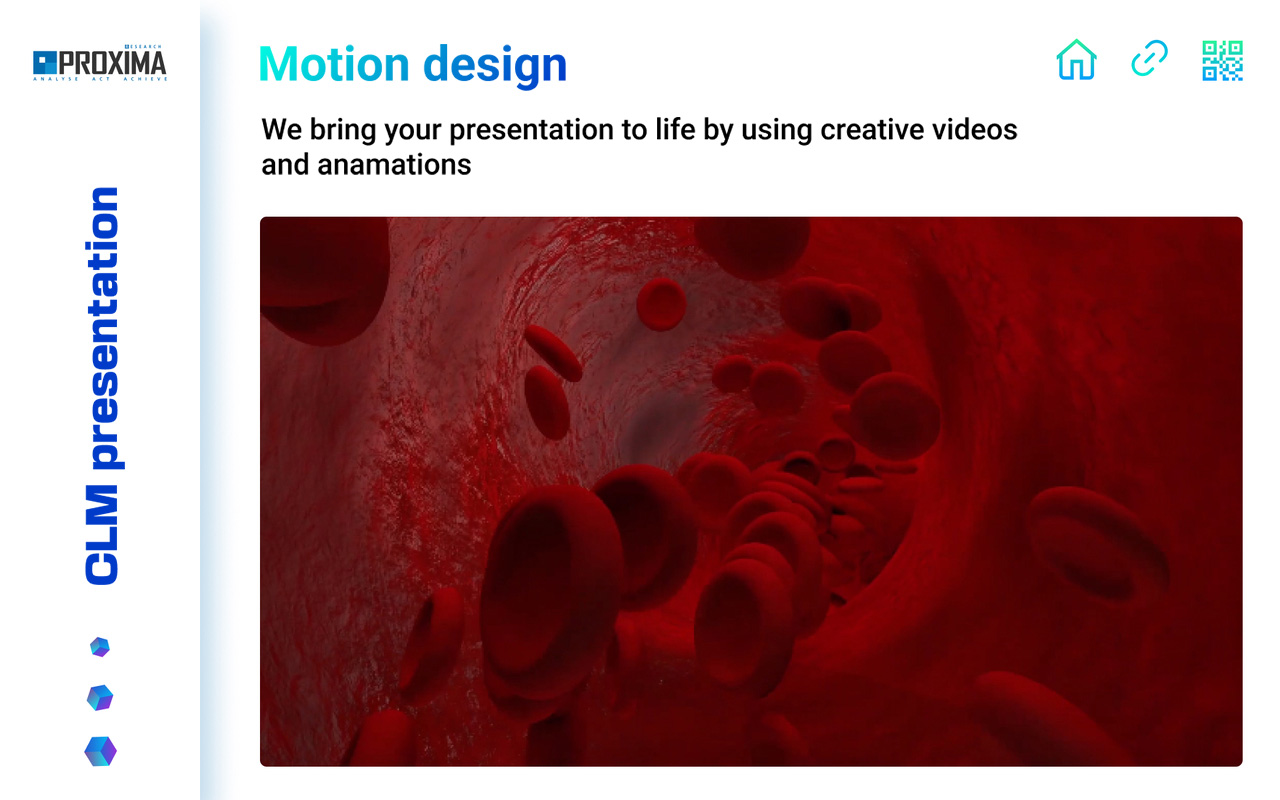 RESEARCH
PROXIMA
ANALYSE ACT ACHIEVE
CLM presentation
Motion design
We bring your presentation to life by using creative videos
and anamations